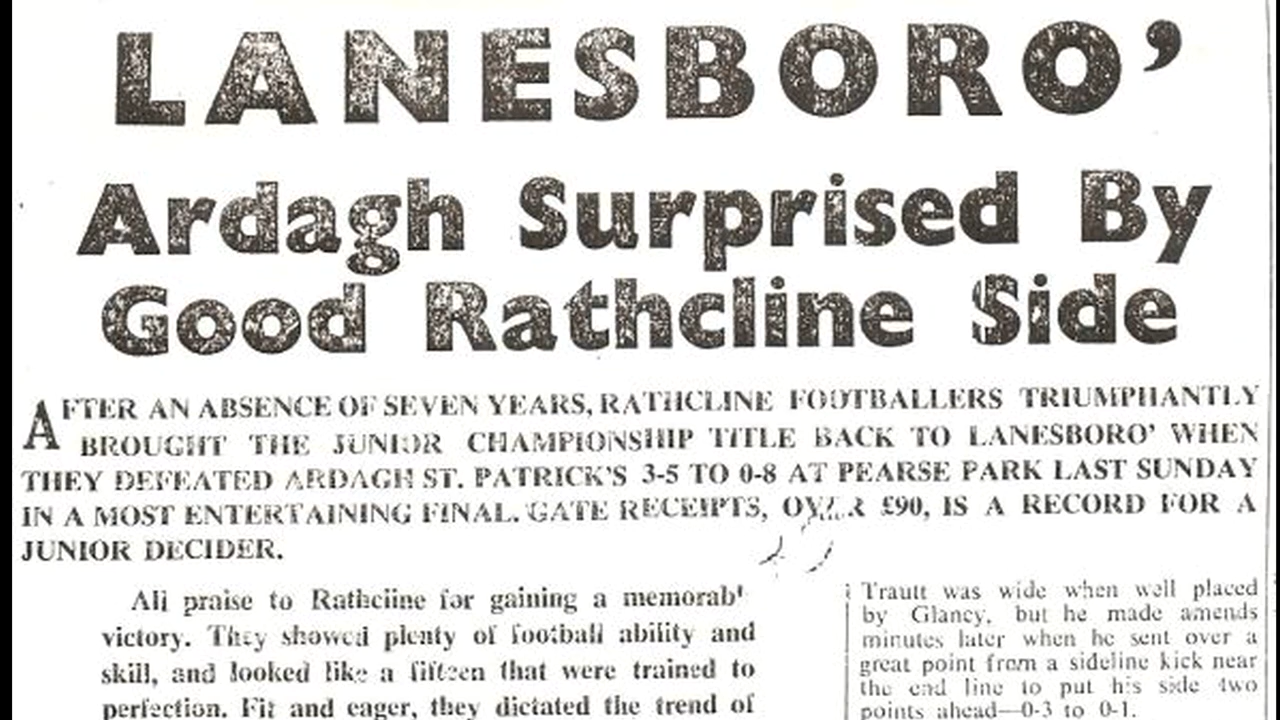 LANESBORO'
Ardagh Surprised By
Good Rathcline Side
AFTER AN ABSENCE OF SEVEN YEARS, RATHCLINE FOOTBALLERS TRIUMPHANTLY
BROUGHT THE JUNIOR CHAMPIONSHIP TITLE BACK TO LANESBORO' WHEN
THEY DEFEATED ARDAGH ST. PATRICK'S 3-5 TO 0-8 AT PEARSE PARK LAST SUNDAY
IN A MOST ENTERTAINING FINAL. GATE RECEIPTS, OVER £90, IS A RECORD FOR A
JUNIOR DECIDER.
All praise to Rathcline for gaining a
victory. They showed plenty of football ability and
skill, and looked like a fifteen that were trained to
perfection. Fit and eager, they dictated the trend of
Trautt was wide when well placed
by Glancy, but he made amends
minutes later when he sent over a
great point from a sideline kick near
the end line to put his side two
points ahead—0-3 to 0-1.